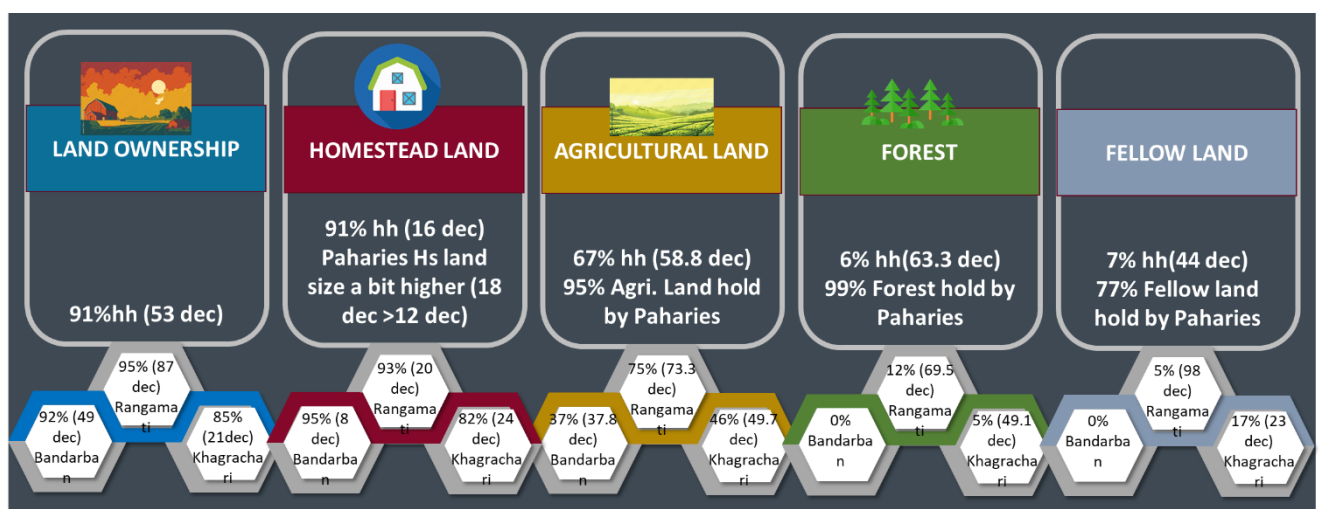 LAND OWNERSHIP
91%hh (53 dec)
95% (87
dec)
Rangama
ti
92% (49
dec)
Bandarba
n
85%
(21dec)
Khagracha
ri
HOMESTEAD LAND
91% hh (16 dec)
Paharies Hs land
size a bit higher (18
dec >12 dec)
93% (20
dec)
Rangama
ti
95% (8
dec)
Bandarba
n
82% (24
dec)
Khagracha
ri
AGRICULTURAL LAND
67% hh (58.8 dec)
95% Agri. Land hold
by Paharies
75% (73.3
dec)
Rangama
ti
37% (37.8
dec)
Bandarba
n
46% (49.7
dec)
Khagracha
ri
FOREST
6% hh(63.3 dec)
99% Forest hold by
Paharies
12% (69.5
dec)
Rangama
ti
0%
Bandarba
n
5% (49.1
dec)
Khagracha
ri
FELLOW LAND
7% hh(44 dec)
77% Fellow land
hold by Paharies
5% (98
dec)
Rangama
ti
0%
Bandarba
n
17% (23
dec)
Khagracha
ri